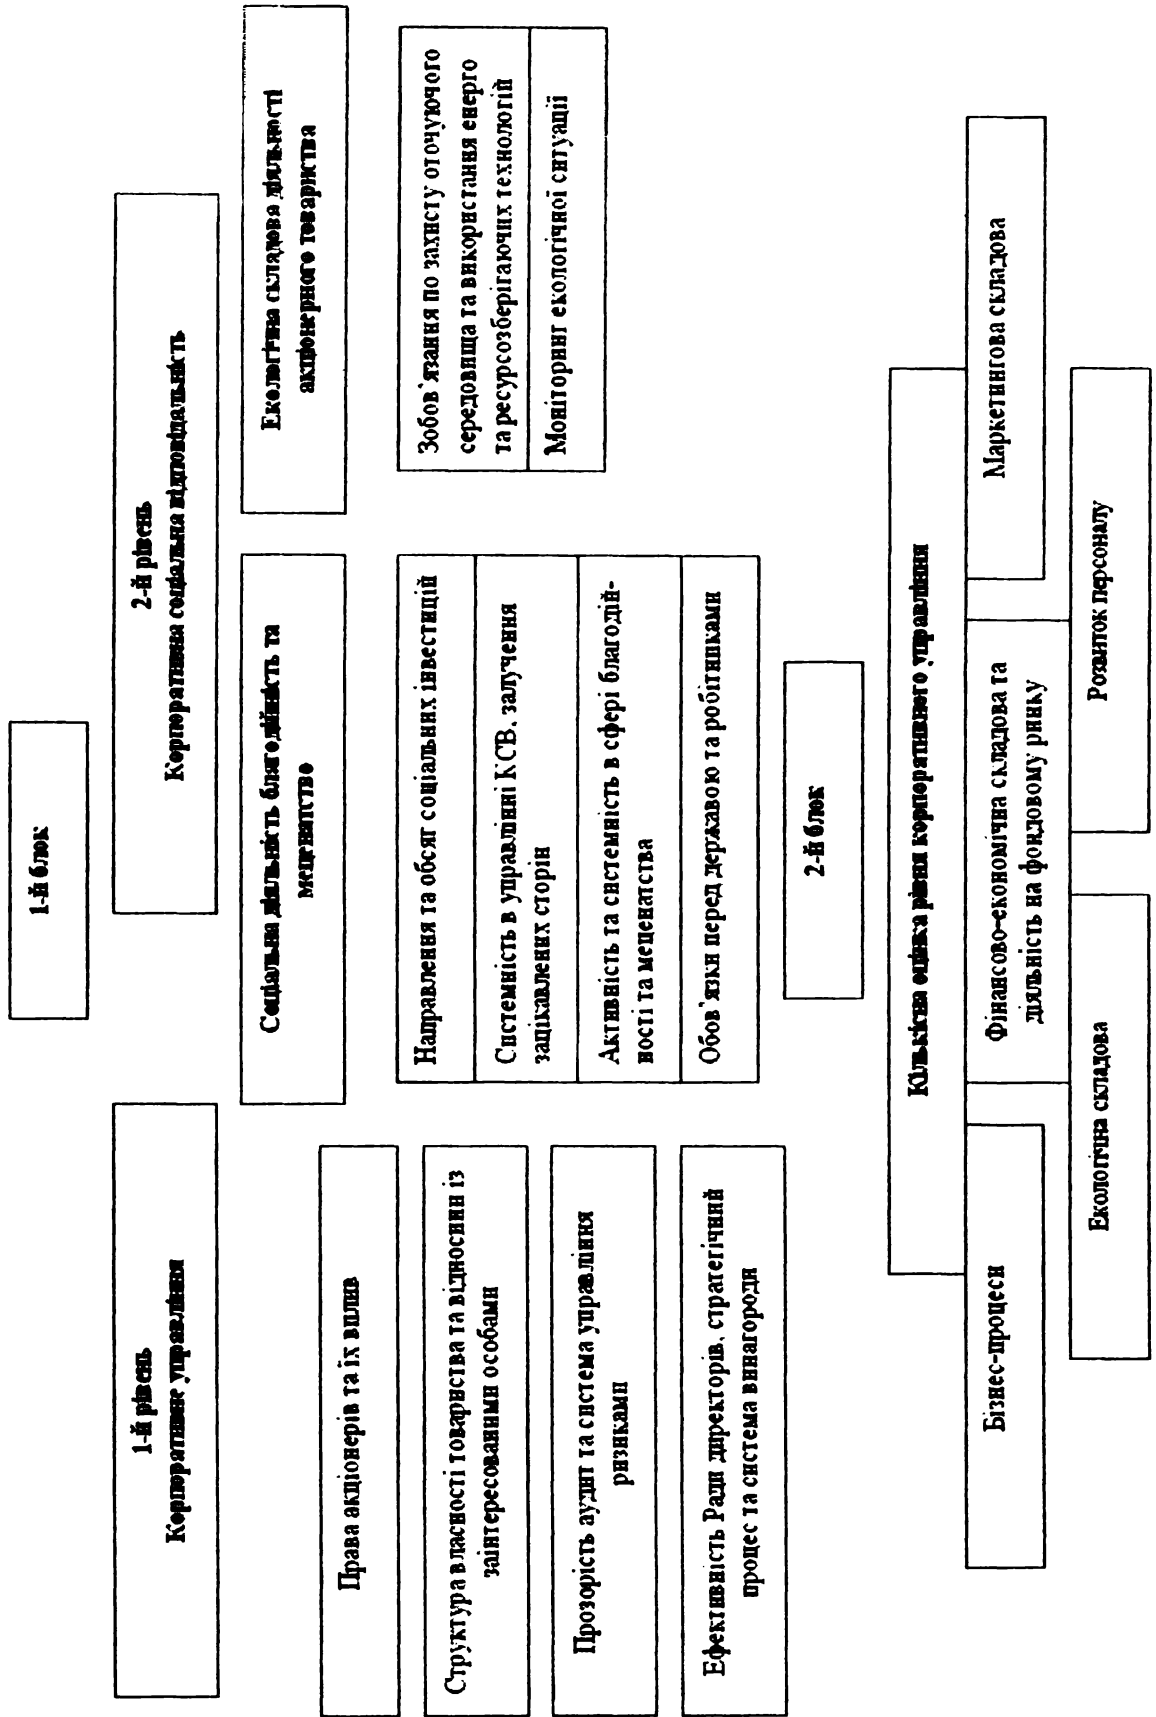 1-й блок
1-й рівень
Корпоративне управління
2-й рівень
Корпоративна соціальна відповідальність
Права акціонерів та їх вплив
Структура власності товариства та відносини із
заінтересованими особами
Прозорість аудит та система управління
ризиками
Ефективність Ради директорів, стратегічний
процес та система винагороди
Соціальна діяльність благодійність та
меценатство
Направлення та обсяг соціальних інвестицій
Системність в управлінні КСВ, залучення
зацікавлених сторін
Активність та системність в сфері благодій-
ності та меценатства
Обов'язки перед державою та робітниками
Екологічна складова діяльності
акціонерного товариства
Зобов'язання по захисту оточуючого
середовища та використання енерго
та ресурсозберігаючих технологій
Моніторинг екологічної ситуації
2-й блок
Кількісна оцінка рівня корпоративного управління
Бізнес-процеси
Фінансово-економічна складова та
діяльність на фондовому ринку
Маркетингова складова
Екологічна складова
Розвиток персоналу